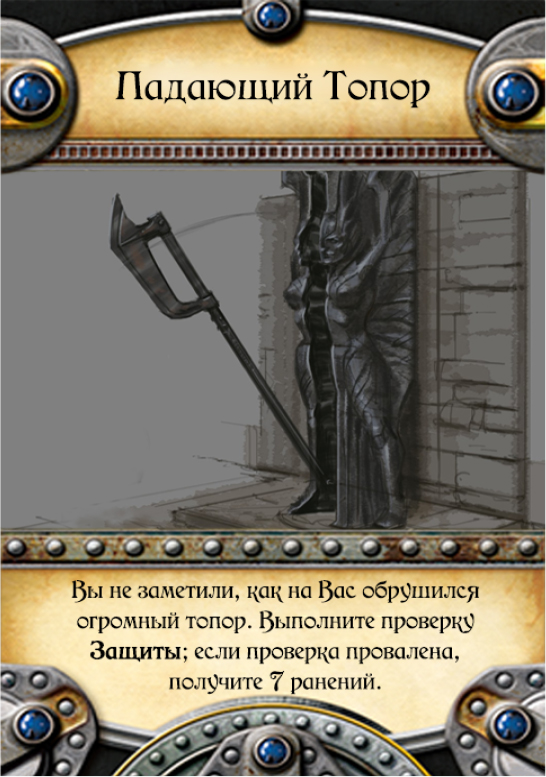 Падающий Топор
Вы не заметили, как на Вас обрушился
огромный топор. Выполните проверку
Защиты; если проверка провалена,
получите 7 ранений.